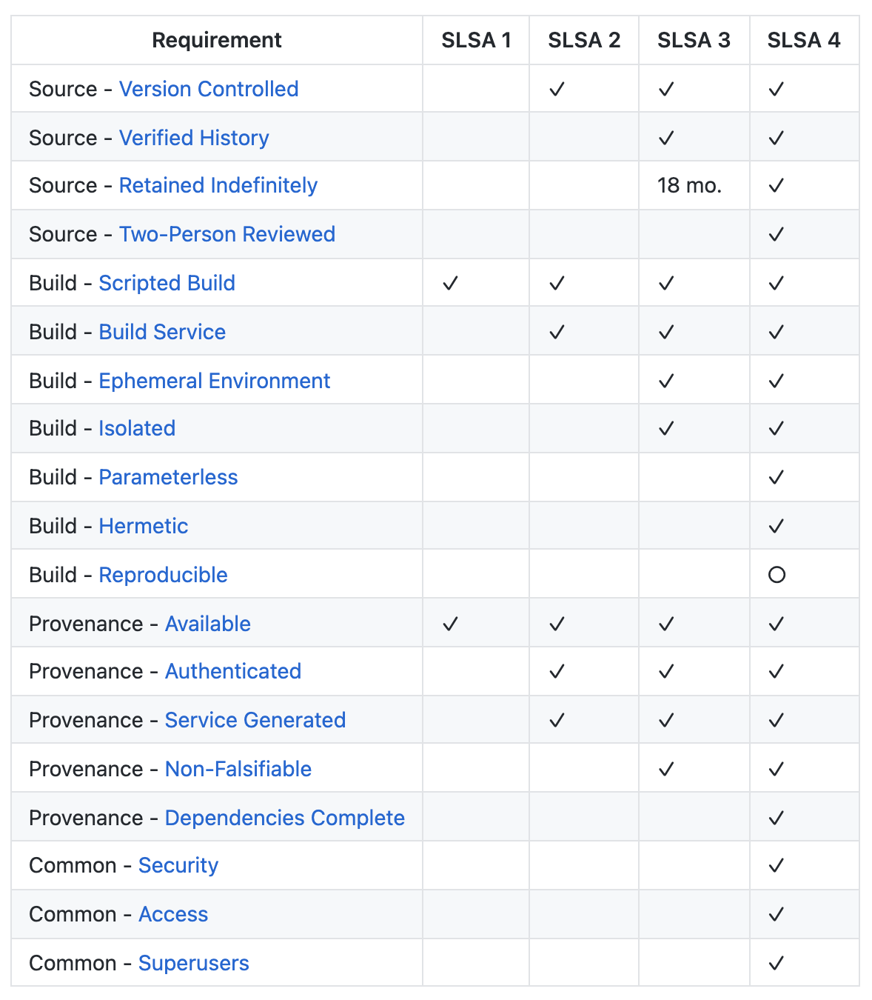 Requirement SLSA 1 SLSA 2 SLSA 3 SLSA 4
Source - Version Controlled ✓ ✓ ✓
Source - Verified History ✓ ✓
Source - Retained Indefinitely 18 mo. ✓
Source - Two-Person Reviewed ✓
Build - Scripted Build ✓ ✓ ✓ ✓
Build - Build Service ✓ ✓ ✓
Build - Ephemeral Environment ✓ ✓
Build - Isolated ✓ ✓
Build - Parameterless ✓
Build - Hermetic ✓
Build - Reproducible ○
Provenance - Available ✓ ✓ ✓ ✓
Provenance - Authenticated ✓ ✓ ✓
Provenance - Service Generated ✓ ✓ ✓
Provenance - Non-Falsifiable ✓ ✓
Provenance - Dependencies Complete ✓
Common - Security ✓
Common - Access ✓
Common - Superusers ✓